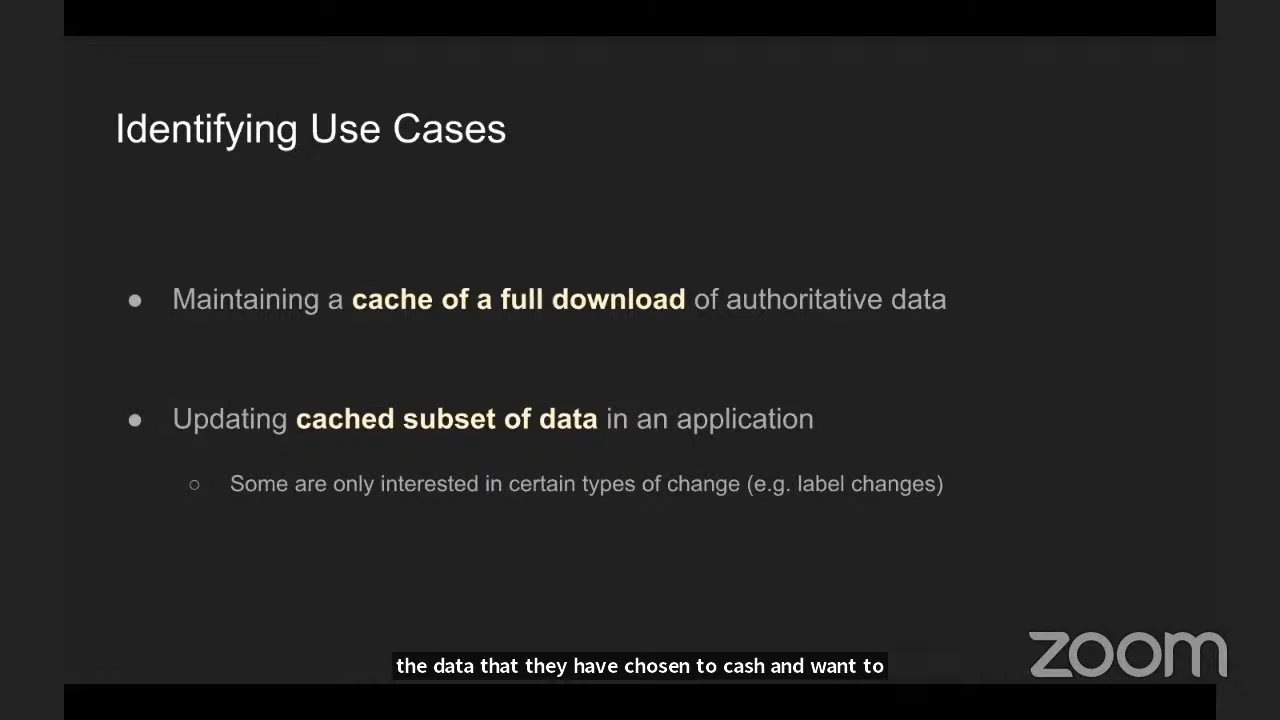 Identifying Use Cases
● Maintaining a cache of a full download of authoritative data
● Updating cached subset of data in an application
○ Some are only interested in certain types of change (e.g. label changes)
the data that they have chosen to cash and want to
zoom